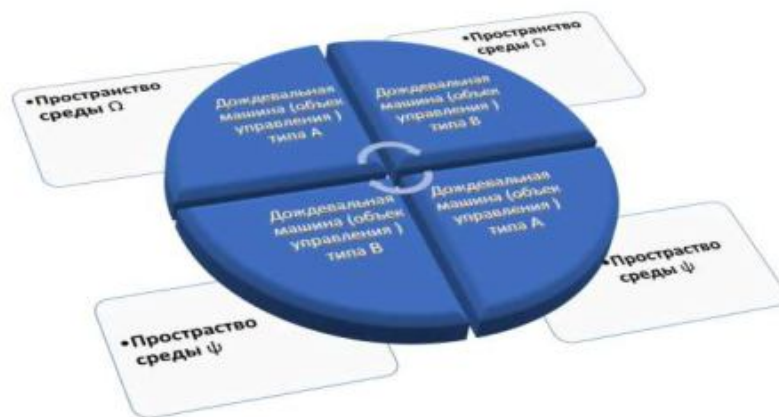 •Пространство
среды Ω
•Пространство
среды Ω
Дождевальная
машина (объек
управления )
типа А
Дождевальная
машина (объек
управления )
типа В
Дождевальная
машина (объек
управления )
типа В
Дождевальная
машина (объек
управления )
типа А
•Простраство
среды ψ
•Простраство
среды ψ